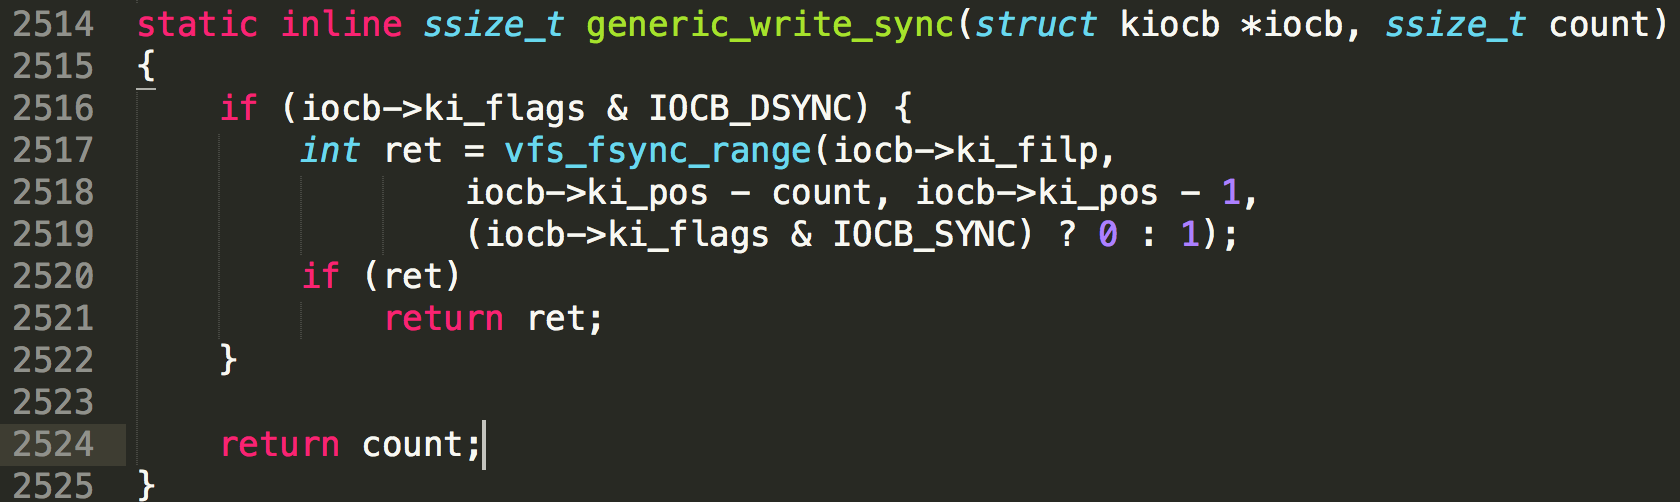 2514 static inline ssize_t generic_write_sync(struct kiocb *iocb, ssize_t count)
2515 {
2516     if (iocb->ki_flags & IOCB_DSYNC) {
2517         int ret = vfs_fsync_range(iocb->ki_filp,
2518                 iocb->ki_pos - count, iocb->ki_pos - 1,
2519                 (iocb->ki_flags & IOCB_SYNC) ? 0 : 1);
2520         if (ret)
2521             return ret;
2522     }
2523
2524     return count;
2525 }